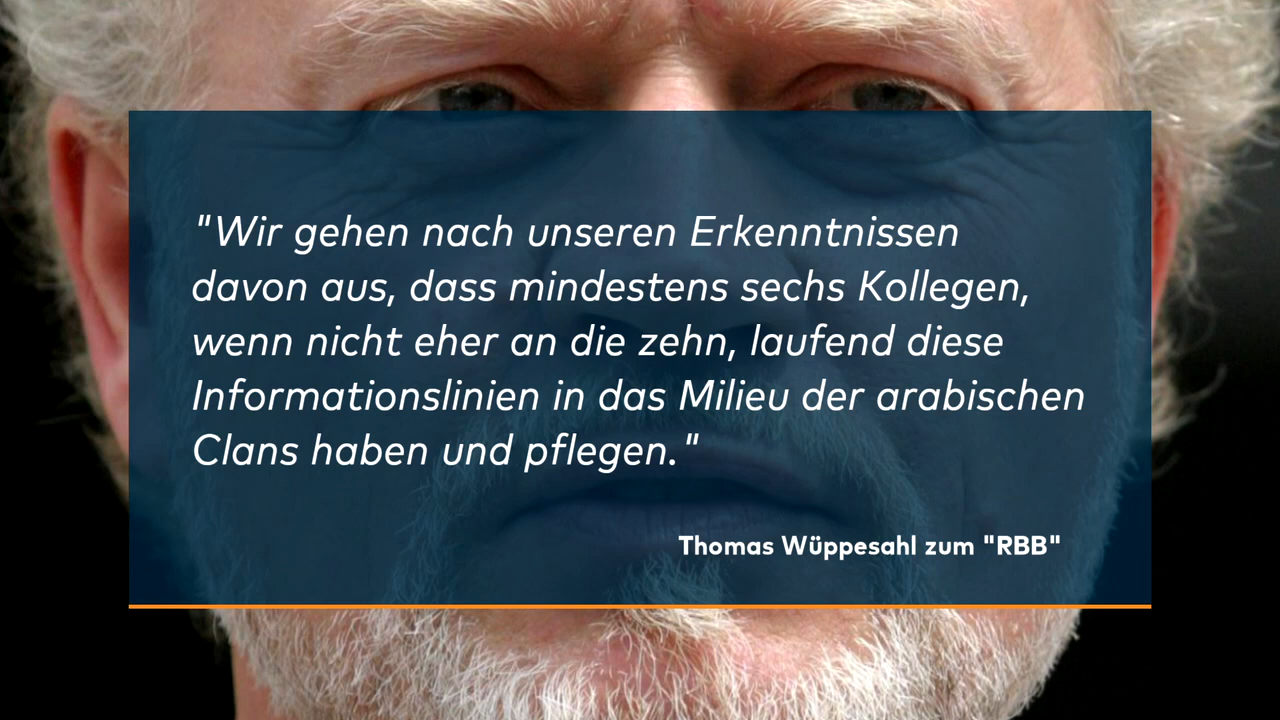 "Wir gehen nach unseren Erkenntnissen
davon aus, dass mindestens sechs Kollegen,
wenn nicht eher an die zehn, laufend diese
Informationslinien in das Milieu der arabischen
Clans haben und pflegen."
Thomas Wüppesahl zum "RBB"